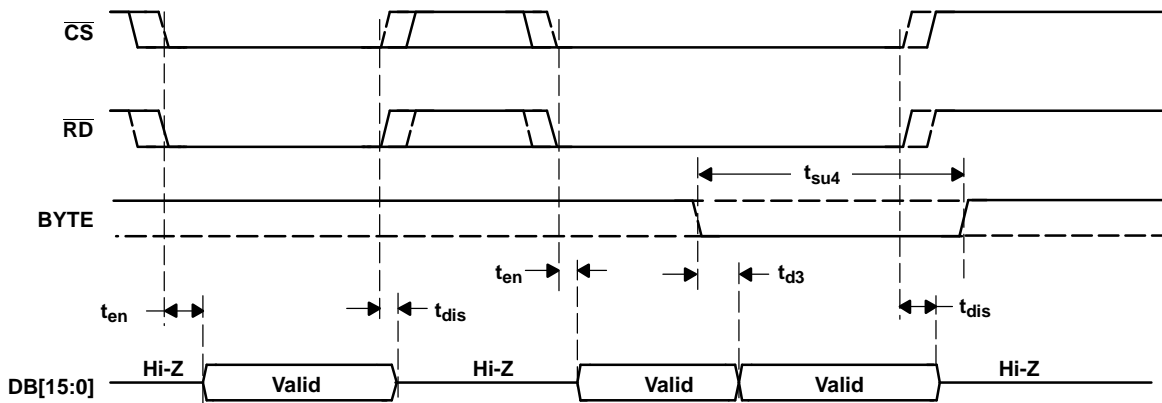 CS
RD
t_su4
BYTE
t_en
t_d3
t_en
t_dis
t_dis
Hi-Z
Hi-Z
Hi-Z
DB[15:0]
Valid
Valid
Valid